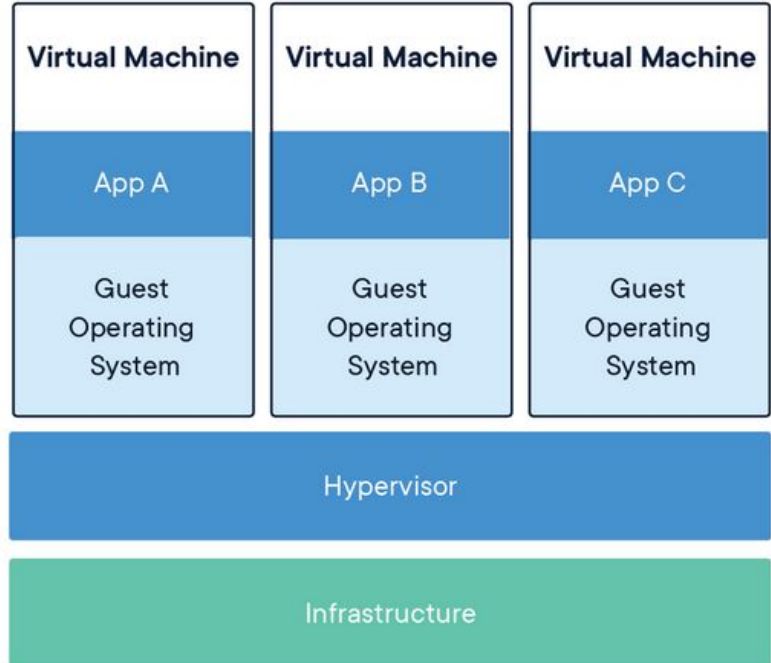 Virtual Machine
App A
Guest
Operating
System
Virtual Machine
App B
Guest
Operating
System
Virtual Machine
App C
Guest
Operating
System
Hypervisor
Infrastructure